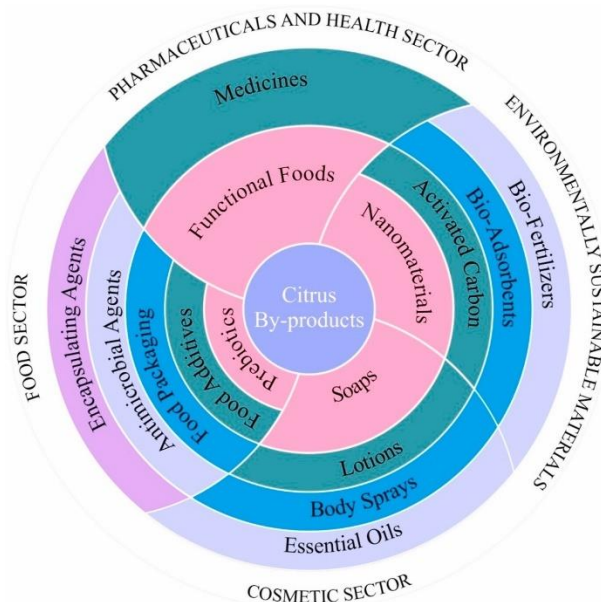 PHARMACEUTICALS AND HEALTH SECTOR
Medicines
Functional Foods
ENVIRONMENTALLY SUSTAINABLE MATERIALS
Bio-Fertilizers
Bio-Adsorbents
Activated Carbon
Nanomaterials
Citrus
By-products
FOOD SECTOR
Encapsulating Agents
Antimicrobial Agents
Food Packaging
Food Additives
Prebiotics
Soaps
Lotions
Body Sprays
Essential Oils
COSMETIC SECTOR